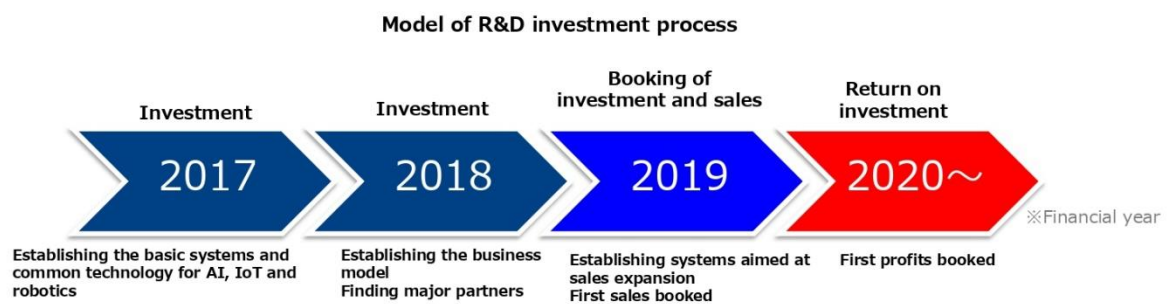 Model of R&D investment process
Investment
Investment
Booking of
investment and sales
Return on
investment
2017
2018
2019
2020～
※Financial year
Establishing the basic systems and
common technology for AI, IoT and
robotics
Establishing the business
model
Finding major partners
Establishing systems aimed at
sales expansion
First sales booked
First profits booked